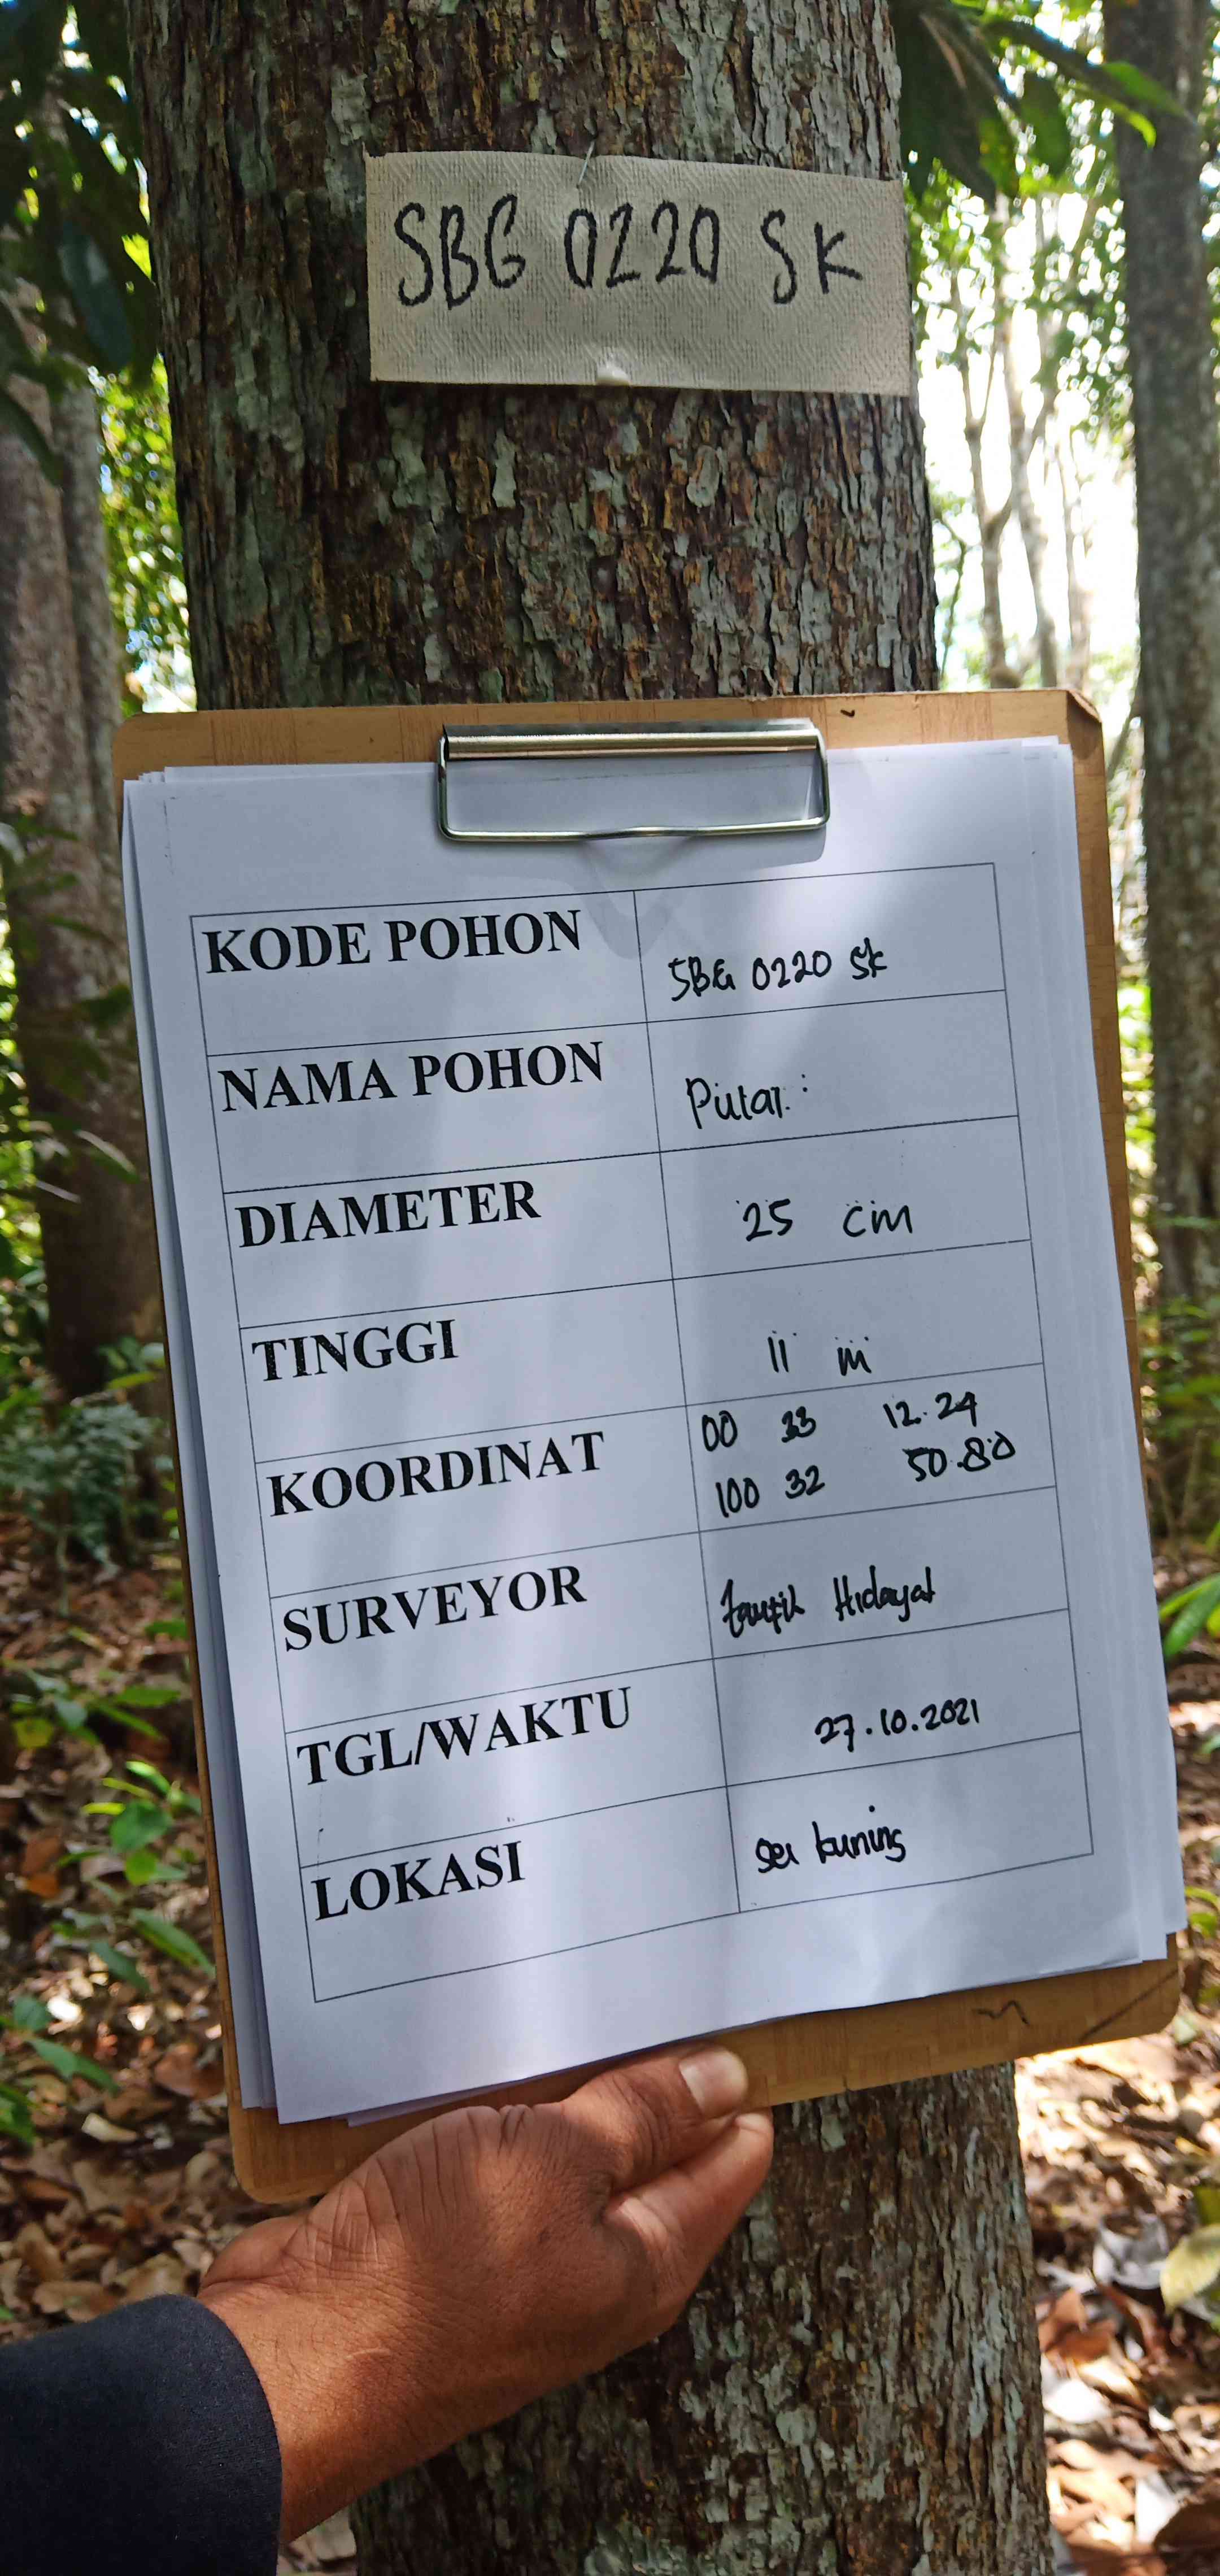 SBG 0220 SK
KODE POHON
SBG 0220 SK
NAMA POHON
Putat
DIAMETER
25 cm
TINGGI
11 m
KOORDINAT
00 33 12.24
100 32 50.80
SURVEYOR
Taufik Hidayat
TGL/WAKTU
27.10.2021
LOKASI
sei kuning